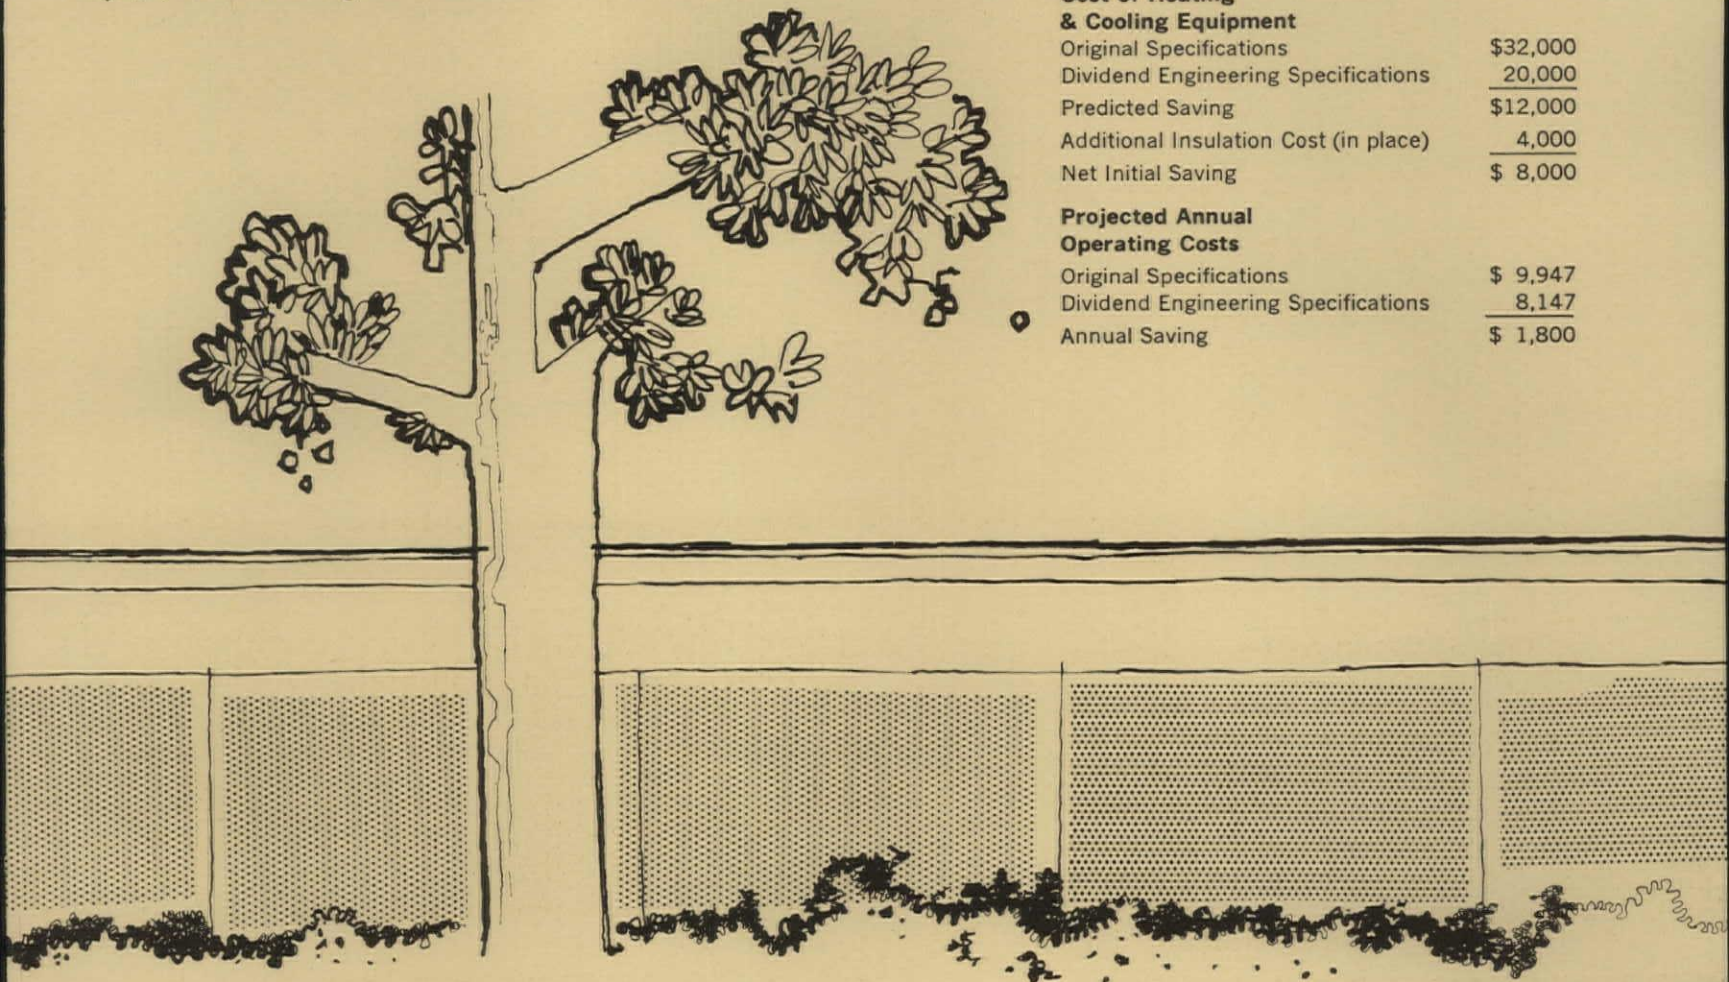 & Cooling Equipment
Original Specifications $32,000
Dividend Engineering Specifications 20,000
Predicted Saving $12,000
Additional Insulation Cost (in place) 4,000
Net Initial Saving $ 8,000
Projected Annual
Operating Costs
Original Specifications $ 9,947
Dividend Engineering Specifications 8,147
Annual Saving $ 1,800